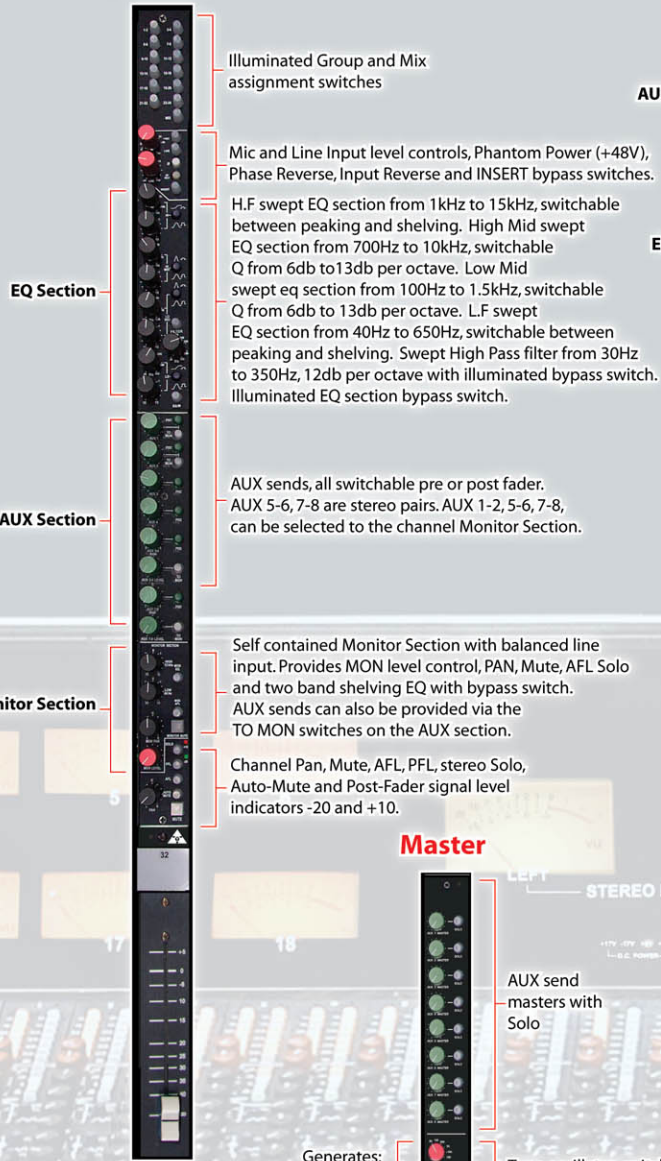 Illuminated Group and Mix
assignment switches
AU
Mic and Line Input level controls, Phantom Power (+48V),
Phase Reverse, Input Reverse and INSERT bypass switches.
EQ Section
H.F swept EQ section from 1kHz to 15kHz, switchable
between peaking and shelving. High Mid swept
EQ section from 700Hz to 10kHz, switchable
Q from 6db to13db per octave. Low Mid
swept eq section from 100Hz to 1.5kHz, switchable
Q from 6db to 13db per octave. L.F swept
EQ section from 40Hz to 650Hz, switchable between
peaking and shelving. Swept High Pass filter from 30Hz
to 350Hz, 12db per octave with illuminated bypass switch.
Illuminated EQ section bypass switch.
E
AUX Section
AUX sends, all switchable pre or post fader.
AUX 5-6, 7-8 are stereo pairs. AUX 1-2, 5-6, 7-8,
can be selected to the channel Monitor Section.
nitor Section
Self contained Monitor Section with balanced line
input. Provides MON level control, PAN, Mute, AFL Solo
and two band shelving EQ with bypass switch.
AUX sends can also be provided via the
TO MON switches on the AUX section.
Channel Pan, Mute, AFL, PFL, stereo Solo,
Auto-Mute and Post-Fader signal level
indicators -20 and +10.
MUTE
32
5
17
18
Master
VU
LEFT
STEREO
AUX send
masters with
Solo
Generates: